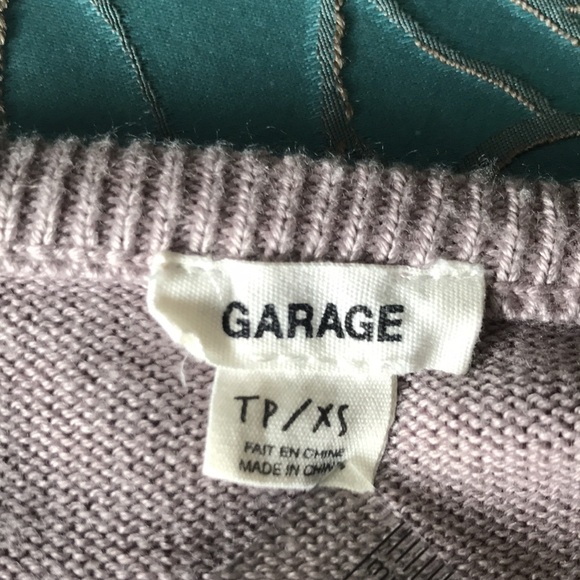 GARAGE
TP/XS
FAIT EN CHINE
MADE IN CHINA